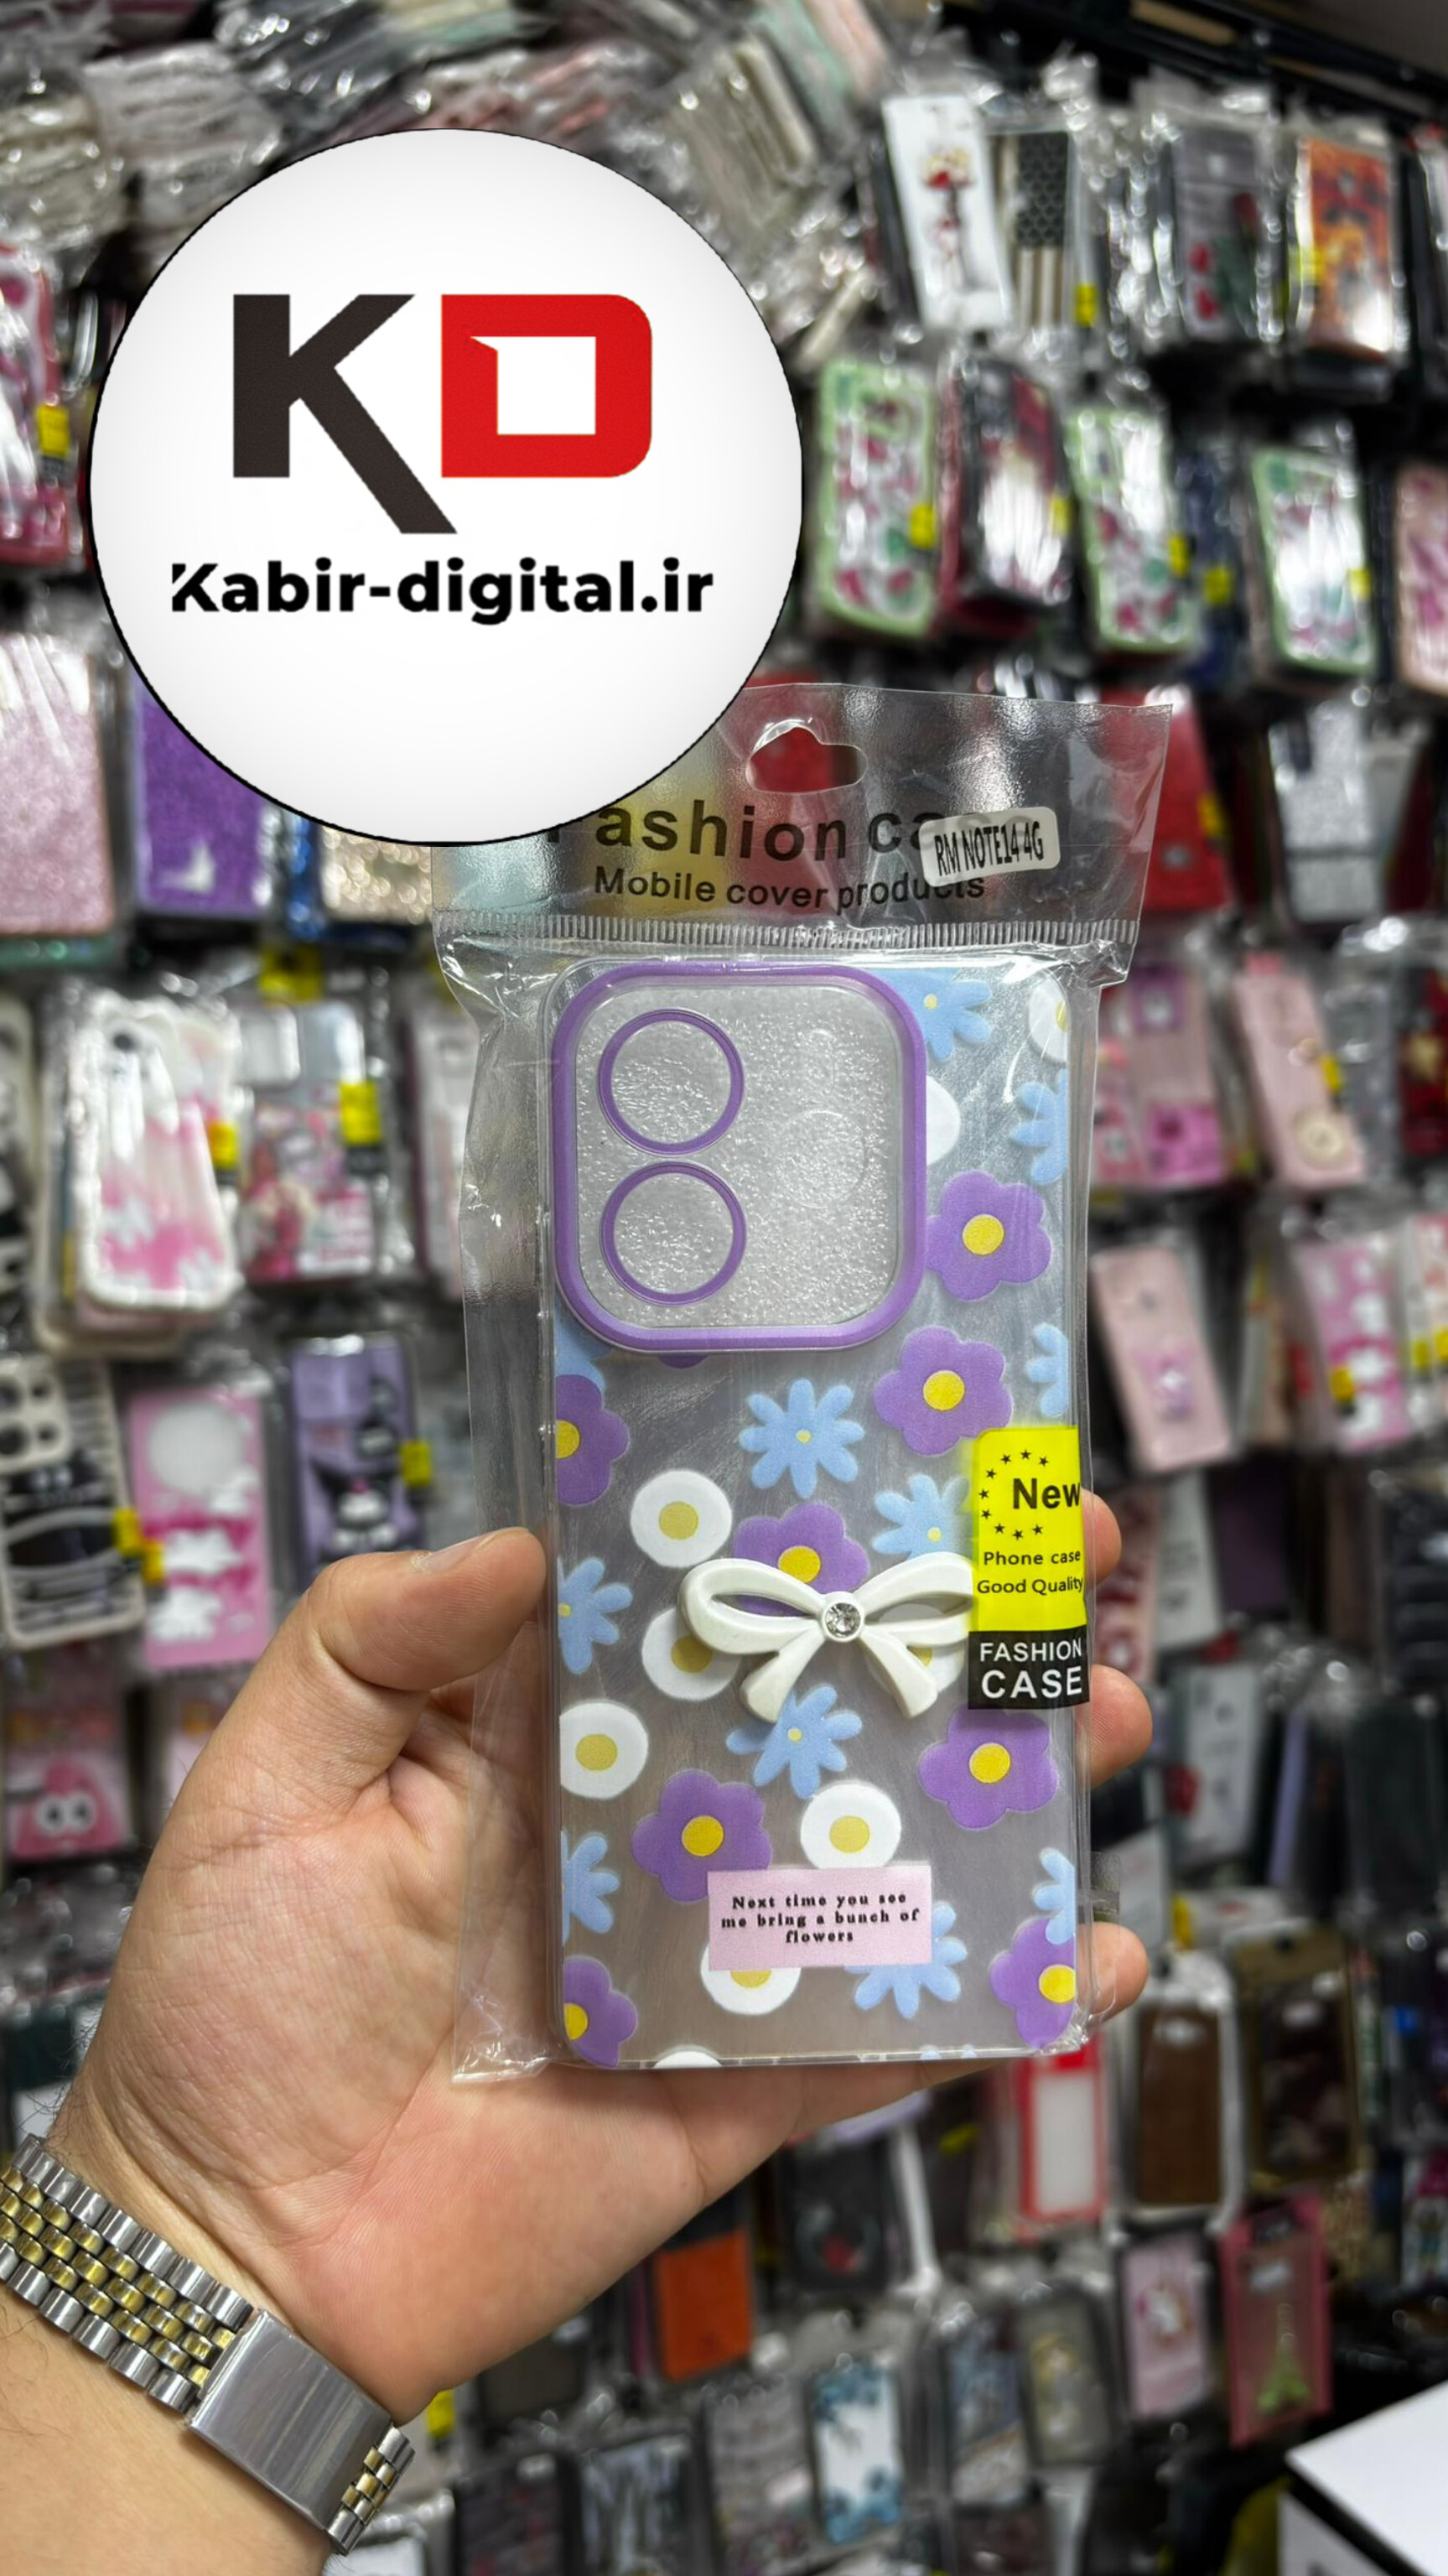 KD
Kabir-digital.ir
Fashion ca
RM NOTE14 4G
Mobile cover products
New
Phone case
Good Quality
FASHION
CASE
Next time you see
me bring a bunch of
flowers